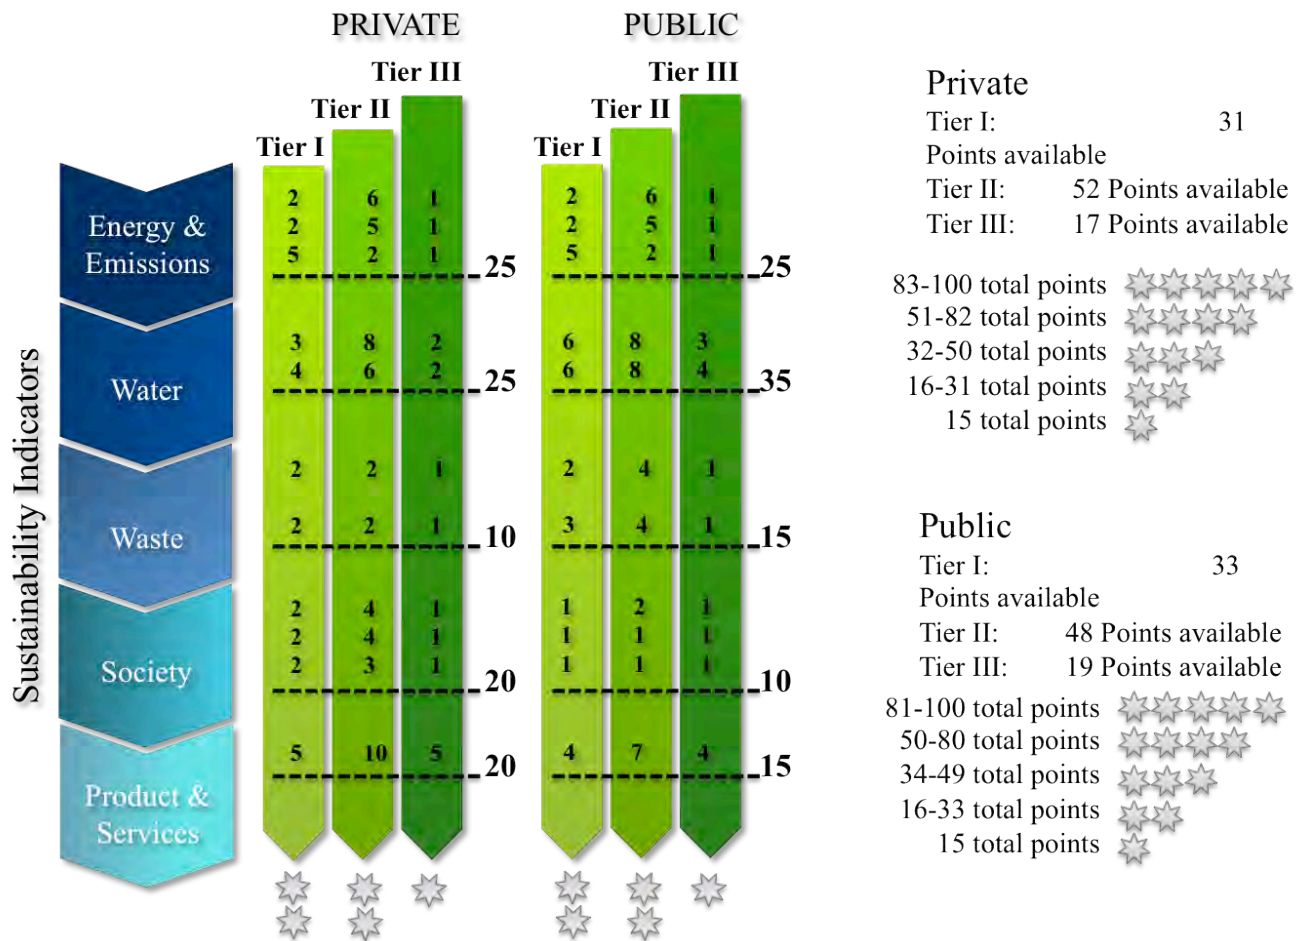 PRIVATE PUBLIC
Tier III Tier III
Tier II Tier II
Tier I Tier I
Sustainability Indicators
Energy &
Emissions
2 6 1 2 6 1
2 5 1 2 5 1
5 2 1 5 2 1
25 25
Water
3 8 2 6 8 3
4 6 2 6 8 4
25 35
Waste
2 2 1 2 4 1
2 2 1 3 4 1
10 15
Society
2 4 1 1 2 1
2 4 1 1 1 1
2 3 1 1 1 1
20 10
Product &
Services
5 10 5 4 7 4
20 15
Private
Tier I: 31
Points available
Tier II: 52 Points available
Tier III: 17 Points available
83-100 total points
51-82 total points
32-50 total points
16-31 total points
15 total points
Public
Tier I: 33
Points available
Tier II: 48 Points available
Tier III: 19 Points available
81-100 total points
50-80 total points
34-49 total points
16-33 total points
15 total points